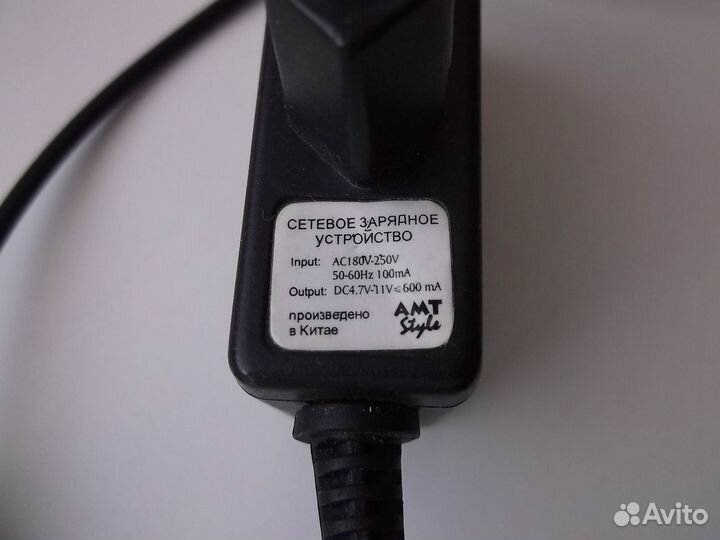 СЕТЕВОЕ ЗАРЯДНОЕ
УСТРОЙСТВО
Input: AC180V-250V
50-60Hz 100mA
Output: DC4.7V-11V≤600 mA
произведено
в Китае
AMT
Style
Avito